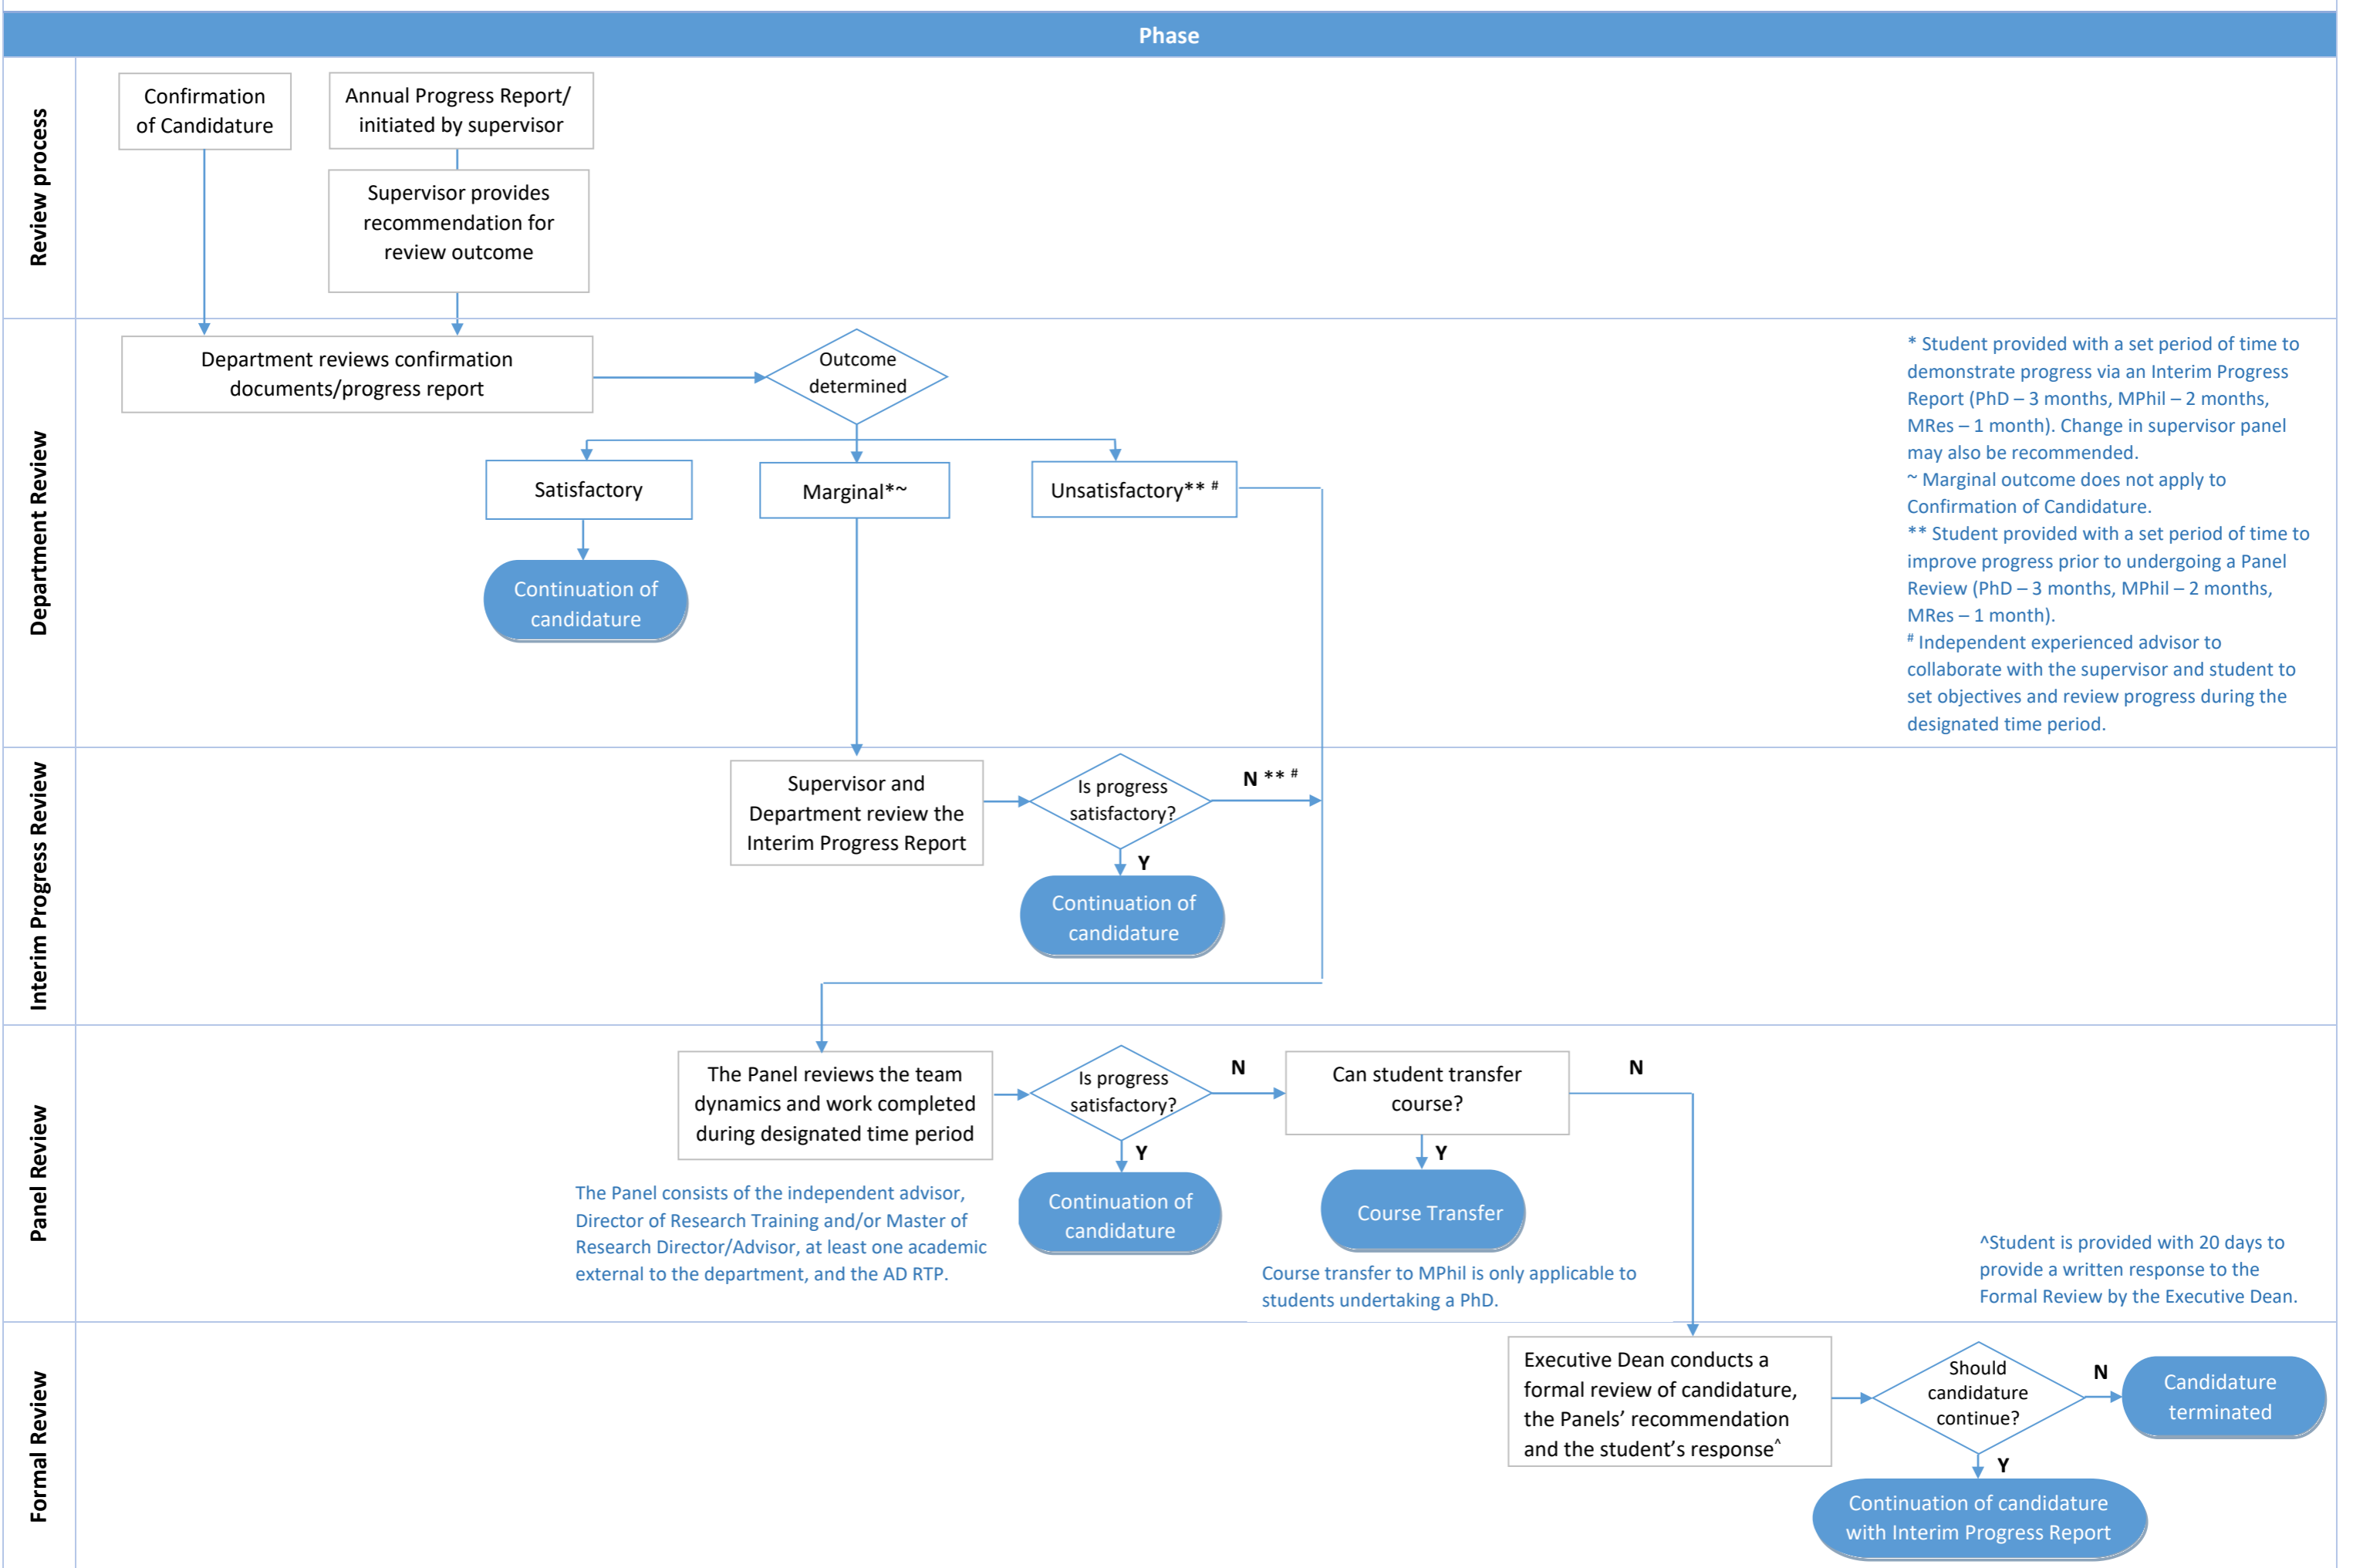 Phase
Review process
Confirmation
of Candidature
Annual Progress Report/
initiated by supervisor
Supervisor provides
recommendation for
review outcome
Department Review
Department reviews confirmation
documents/progress report
Outcome
determined
Satisfactory
Marginal*~
Unsatisfactory** #
Continuation of
candidature
* Student provided with a set period of time to
demonstrate progress via an Interim Progress
Report (PhD – 3 months, MPhil – 2 months,
MRes – 1 month). Change in supervisor panel
may also be recommended.
~ Marginal outcome does not apply to
Confirmation of Candidature.
** Student provided with a set period of time to
improve progress prior to undergoing a Panel
Review (PhD – 3 months, MPhil – 2 months,
MRes – 1 month).
# Independent experienced advisor to
collaborate with the supervisor and student to
set objectives and review progress during the
designated time period.
Interim Progress Review
Supervisor and
Department review the
Interim Progress Report
Is progress
satisfactory?
N ** #
Y
Continuation of
candidature
Panel Review
The Panel reviews the team
dynamics and work completed
during designated time period
Is progress
satisfactory?
N
Can student transfer
course?
N
Y
Y
Continuation of
candidature
Course Transfer
The Panel consists of the independent advisor,
Director of Research Training and/or Master of
Research Director/Advisor, at least one academic
external to the department, and the AD RTP.
Course transfer to MPhil is only applicable to
students undertaking a PhD.
^Student is provided with 20 days to
provide a written response to the
Formal Review by the Executive Dean.
Formal Review
Executive Dean conducts a
formal review of candidature,
the Panels’ recommendation
and the student’s response^
Should
candidature
continue?
N
Candidature
terminated
Y
Continuation of candidature
with Interim Progress Report